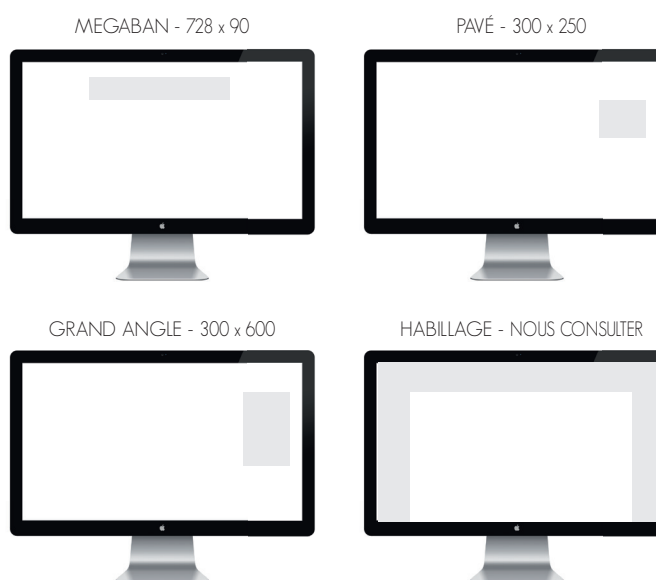 MEGABAN - 728 x 90
PAVÉ - 300 x 250
GRAND ANGLE - 300 x 600
HABILLAGE - NOUS CONSULTER